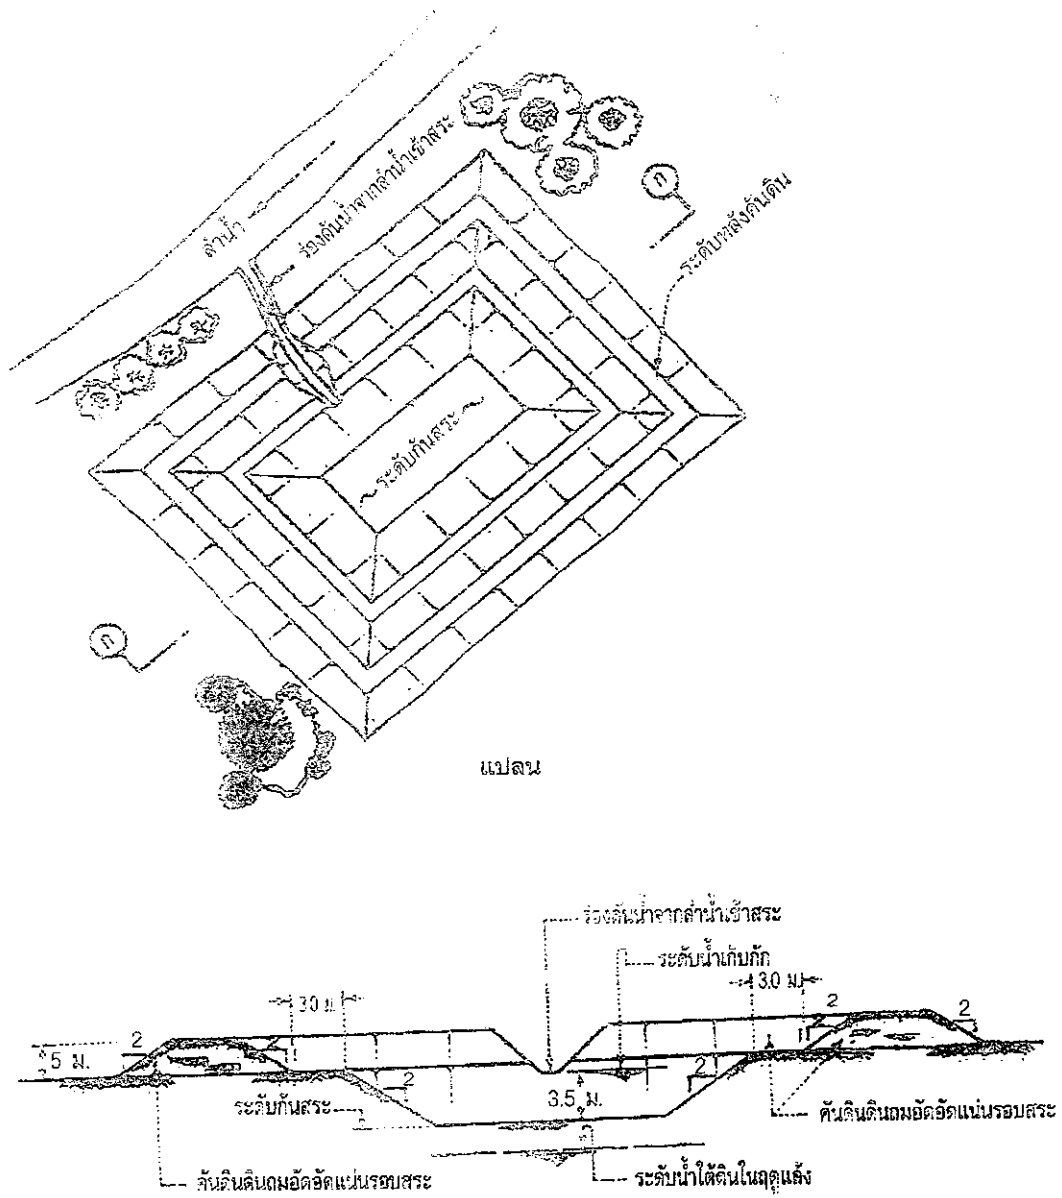 ลำน้ำ
ร่องดันน้ำจากลำน้ำเข้าสระ
ก
ระดับหลังคันดิน
ระดับก้นสระ
ก
แปลน
ร่องดันน้ำจากลำน้ำเข้าสระ
ระดับน้ำเก็บกัก
3.0 ม.
2
2
30 ม
2
5 ม.
2
2
3.5 ม.
ระดับก้นสระ
คันดินดินถมอัดอัดแน่นรอบสระ
ระดับน้ำใต้ดินในฤดูแล้ง
คันดินดินถมอัดอัดแน่นรอบสระ